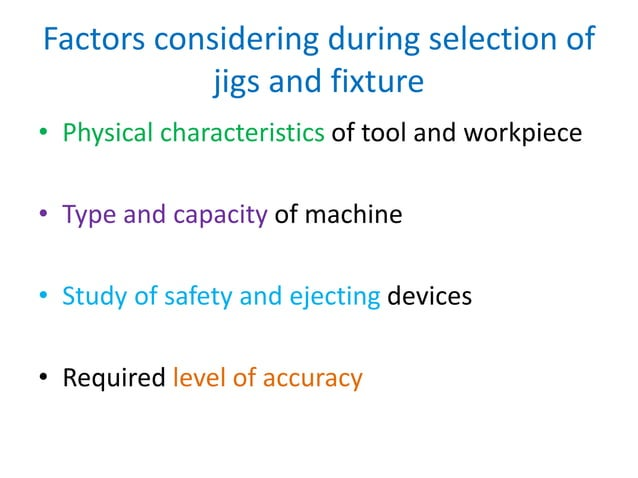 Factors considering during selection of
jigs and fixture
• Physical characteristics of tool and workpiece
• Type and capacity of machine
• Study of safety and ejecting devices
• Required level of accuracy